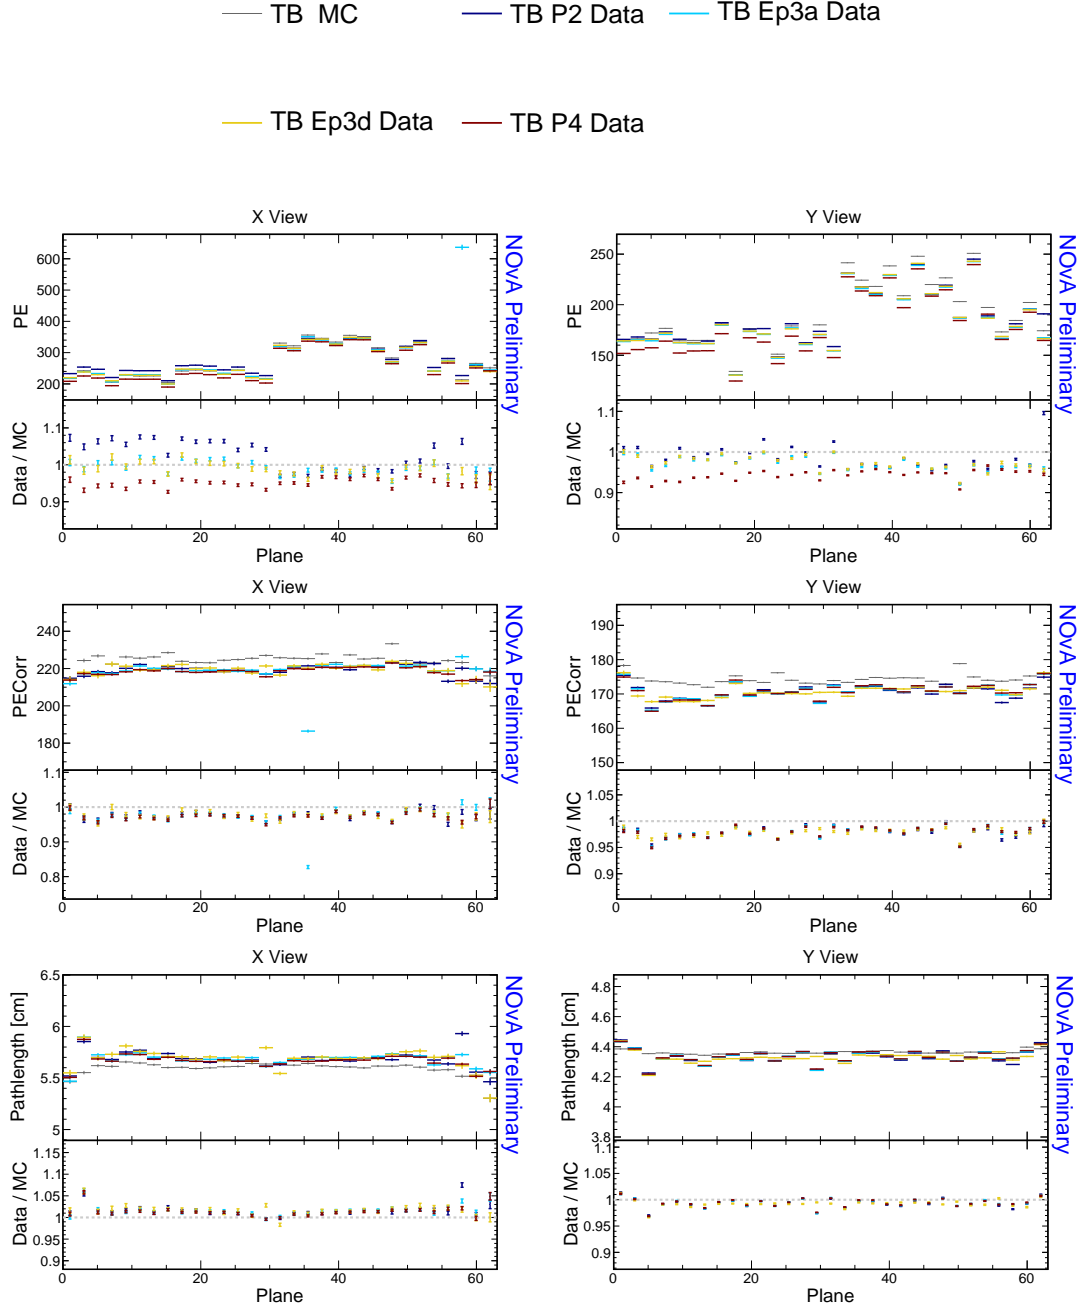 TB MC
TB P2 Data
TB Ep3a Data
TB Ep3d Data
TB P4 Data
X View
PE
600
500
400
300
200
Data / MC
1.1
1
0.9
0 20 40 60
Plane
NOvA Preliminary
Y View
PE
250
200
150
Data / MC
1.1
1
0.9
0 20 40 60
Plane
NOvA Preliminary
X View
PECorr
240
220
200
180
Data / MC
1.1
1
0.9
0.8
0 20 40 60
Plane
NOvA Preliminary
Y View
PECorr
190
180
170
160
150
Data / MC
1.05
1
0.95
0.9
0 20 40 60
Plane
NOvA Preliminary
X View
Pathlength [cm]
6.5
6
5.5
5
Data / MC
1.15
1.1
1.05
1
0.95
0.9
0 20 40 60
Plane
NOvA Preliminary
Y View
Pathlength [cm]
4.8
4.6
4.4
4.2
4
3.8
Data / MC
1.1
1.05
1
0.95
0.9
0 20 40 60
Plane
NOvA Preliminary